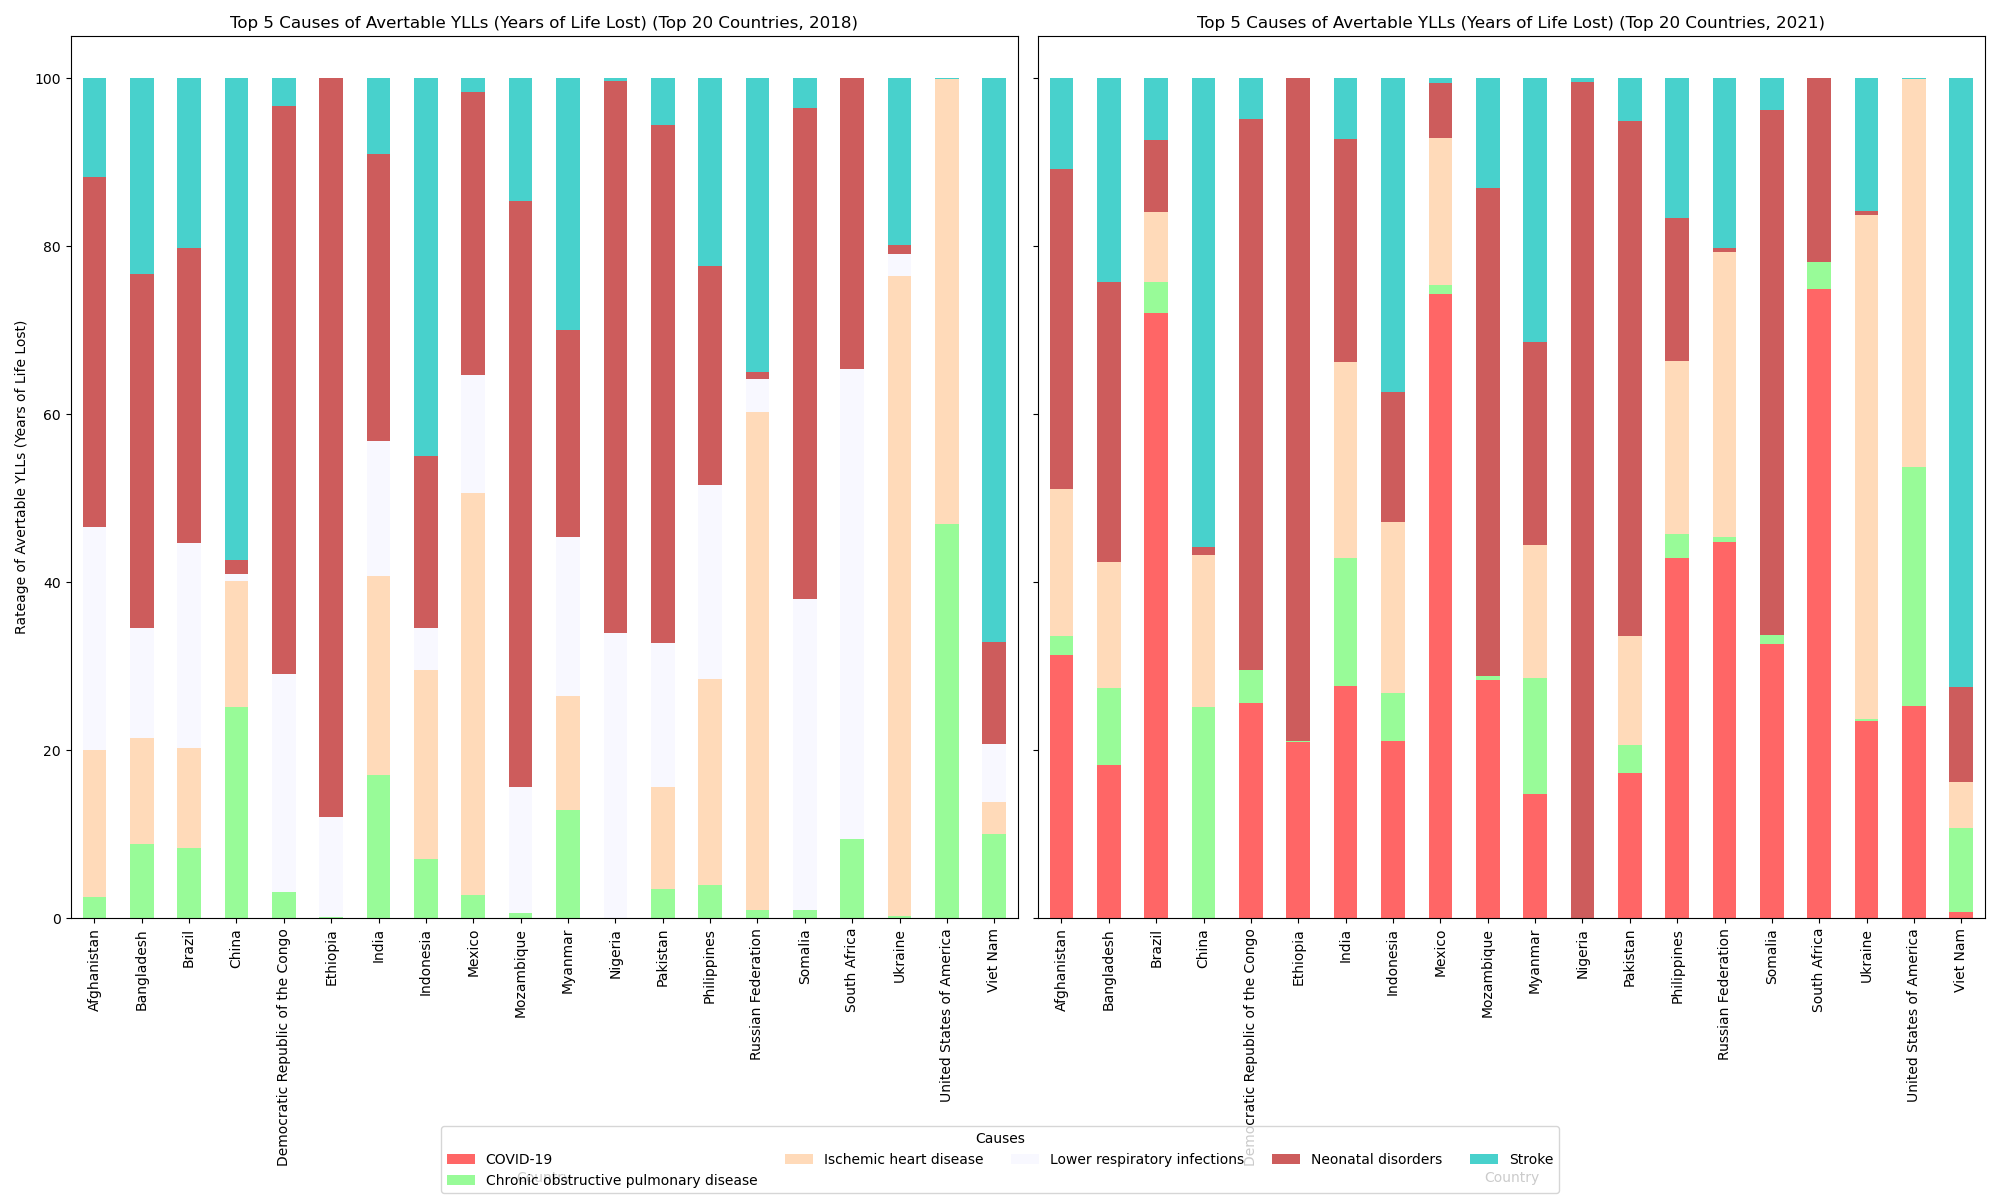 Top 5 Causes of Avertable YLLs (Years of Life Lost) (Top 20 Countries, 2018)
Top 5 Causes of Avertable YLLs (Years of Life Lost) (Top 20 Countries, 2021)
Rateage of Avertable YLLs (Years of Life Lost)
100
80
60
40
20
0
Afghanistan
Bangladesh
Brazil
China
Democratic Republic of the Congo
Ethiopia
India
Indonesia
Mexico
Mozambique
Myanmar
Nigeria
Pakistan
Philippines
Russian Federation
Somalia
South Africa
Ukraine
United States of America
Viet Nam
Afghanistan
Bangladesh
Brazil
China
Democratic Republic of the Congo
Ethiopia
India
Indonesia
Mexico
Mozambique
Myanmar
Nigeria
Pakistan
Philippines
Russian Federation
Somalia
South Africa
Ukraine
United States of America
Viet Nam
Causes
COVID-19
Chronic obstructive pulmonary disease
Ischemic heart disease
Lower respiratory infections
Neonatal disorders
Stroke
Country
Country